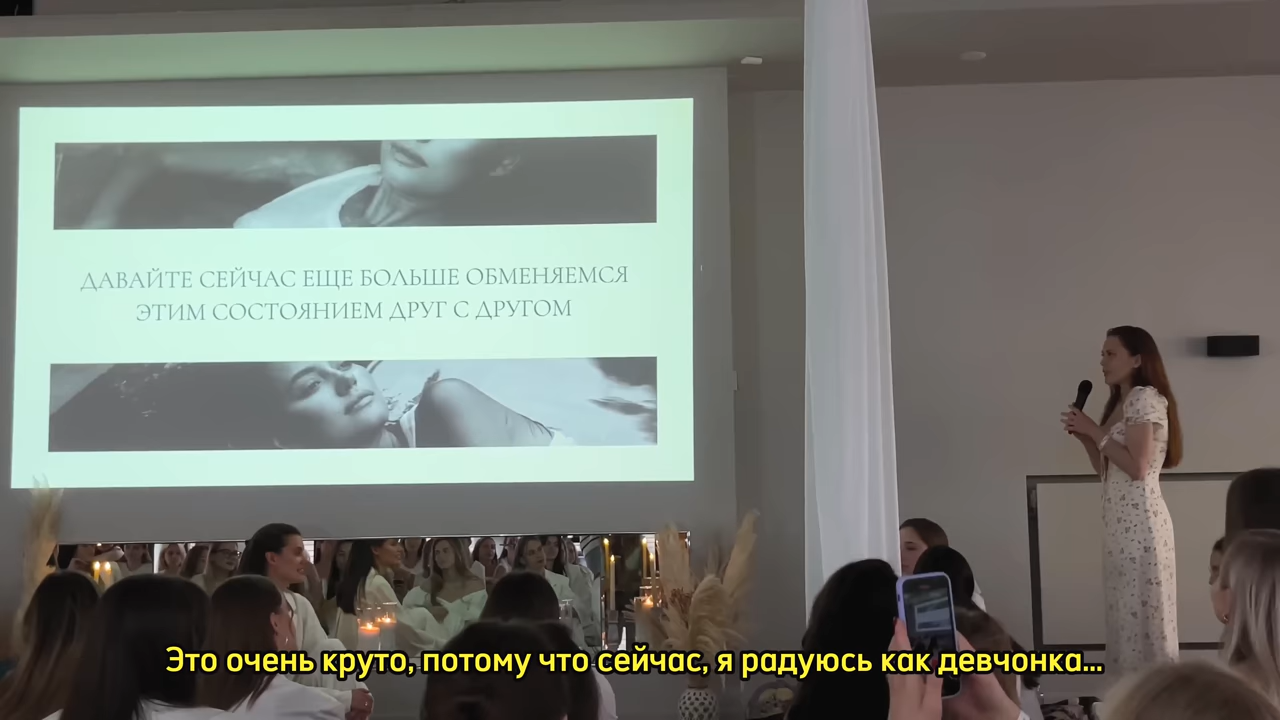 ДАВАЙТЕ СЕЙЧАС ЕЩЕ БОЛЬШЕ ОБМЕНЯЕМСЯ
ЭТИМ СОСТОЯНИЕМ ДРУГ С ДРУГОМ
Это очень круто, потому что сейчас, я радуюсь как девчонка...